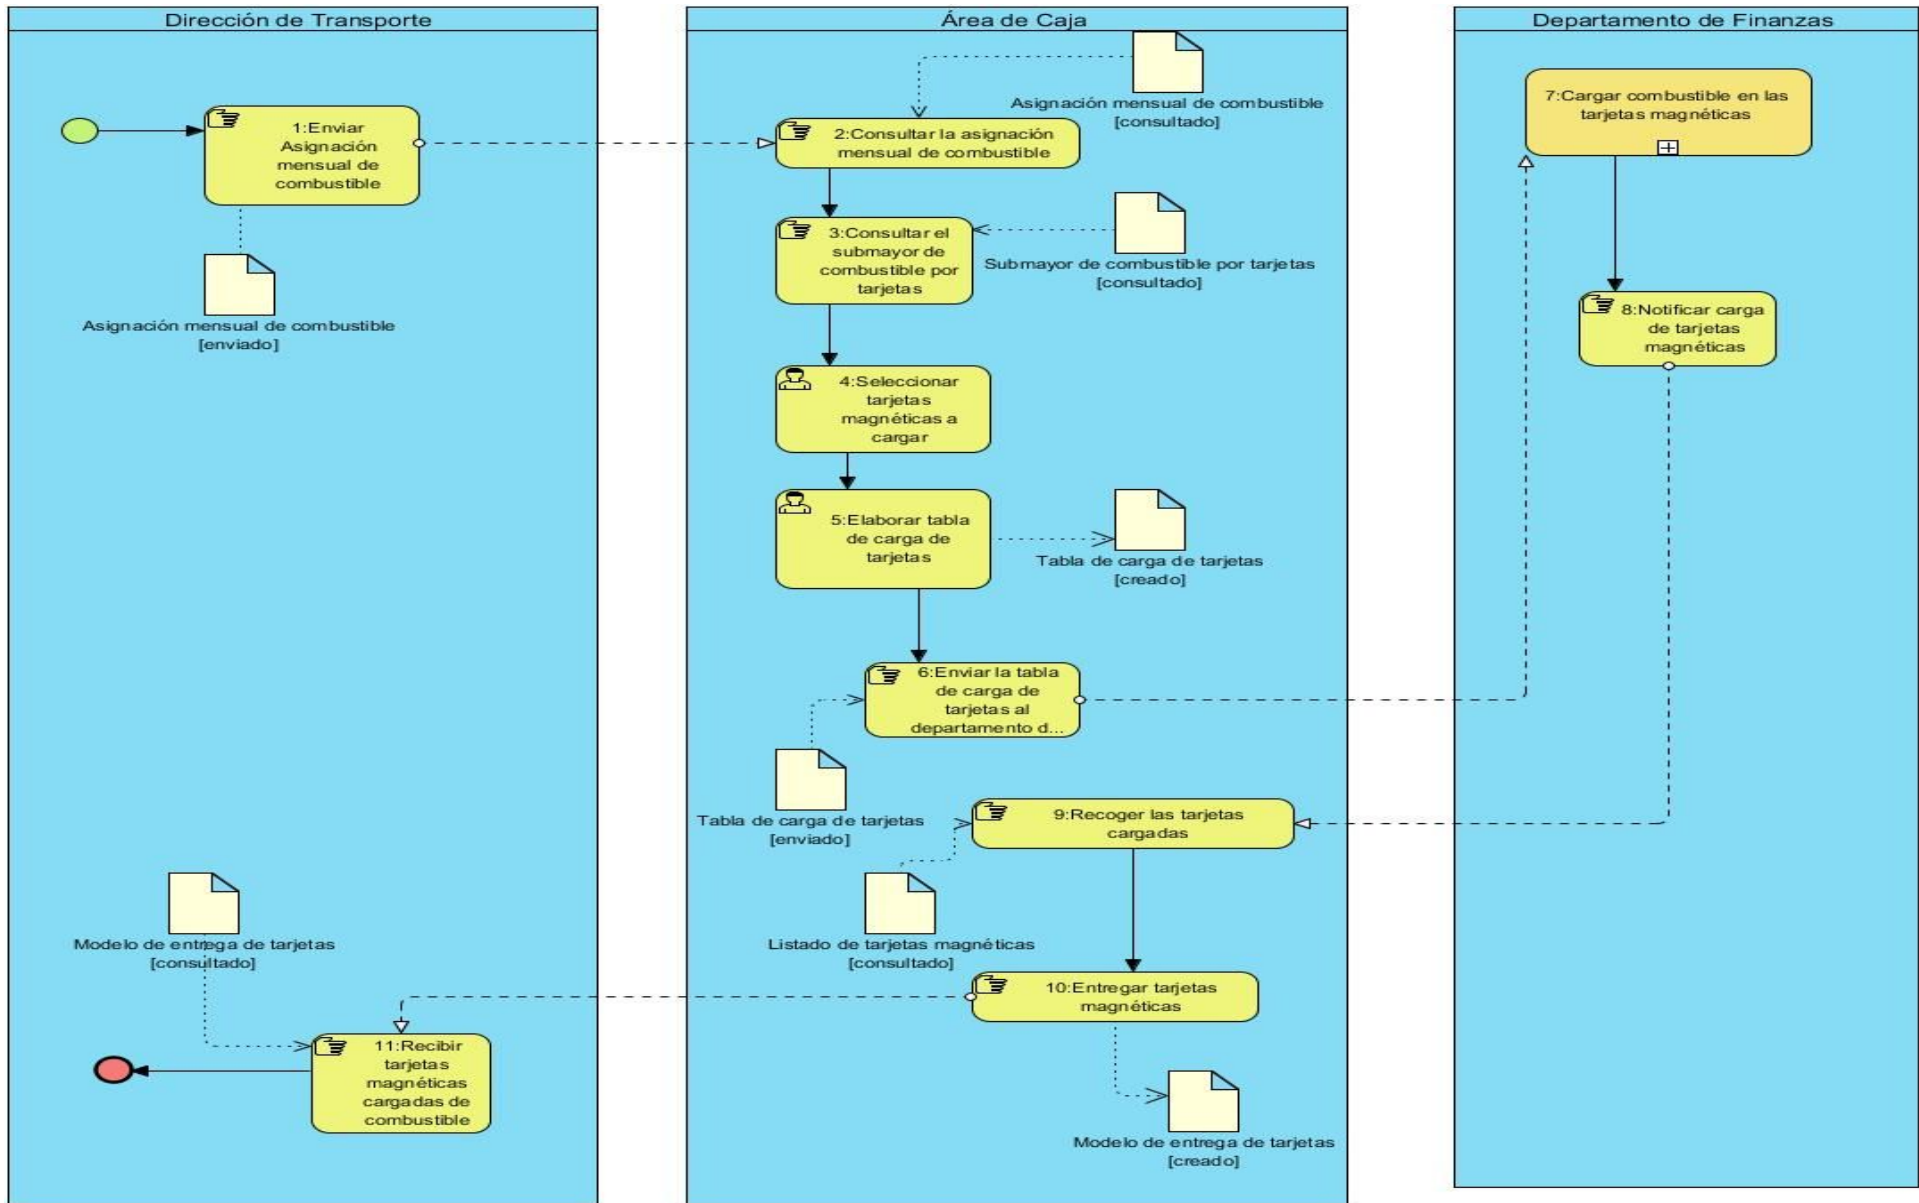 Dirección de Transporte
Área de Caja
Departamento de Finanzas
1:Enviar
Asignación
mensual de
combustible
Asignación mensual de combustible
[enviado]
Asignación mensual de combustible
[consultado]
2:Consultar la asignación
mensual de combustible
3:Consultar el
submayor de
combustible por
tarjetas
Submayor de combustible por tarjetas
[consultado]
4:Seleccionar
tarjetas
magnéticas a
cargar
5:Elaborar tabla
de carga de
tarjetas
Tabla de carga de tarjetas
[creado]
6:Enviar la tabla
de carga de
tarjetas al
departamento d...
Tabla de carga de tarjetas
[enviado]
7:Cargar combustible en las
tarjetas magnéticas
8:Notificar carga
de tarjetas
magnéticas
9:Recoger las tarjetas
cargadas
Listado de tarjetas magnéticas
[consultado]
10:Entregar tarjetas
magnéticas
Modelo de entrega de tarjetas
[creado]
Modelo de entrega de tarjetas
[consultado]
11:Recibir
tarjetas
magnéticas
cargadas de
combustible